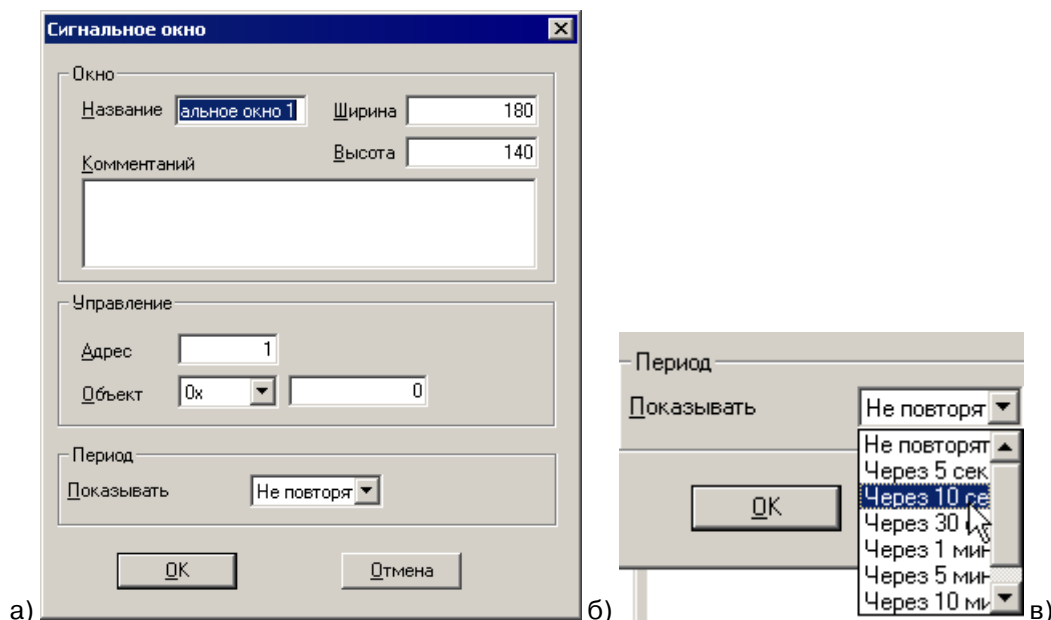 Сигнальное окно
Окно
Название альное окно 1 Ширина 180
Высота 140
Комментаний
Управление
Адрес 1
Объект 0x 0
Период
Показывать Не повторят
OK Отмена
а)
Период
Показывать Не повторят
Не повторят
Через 5 сек
Через 10 се
Через 30
Через 1 мин
Через 5 мин
Через 10 ми
OK
б)
в)